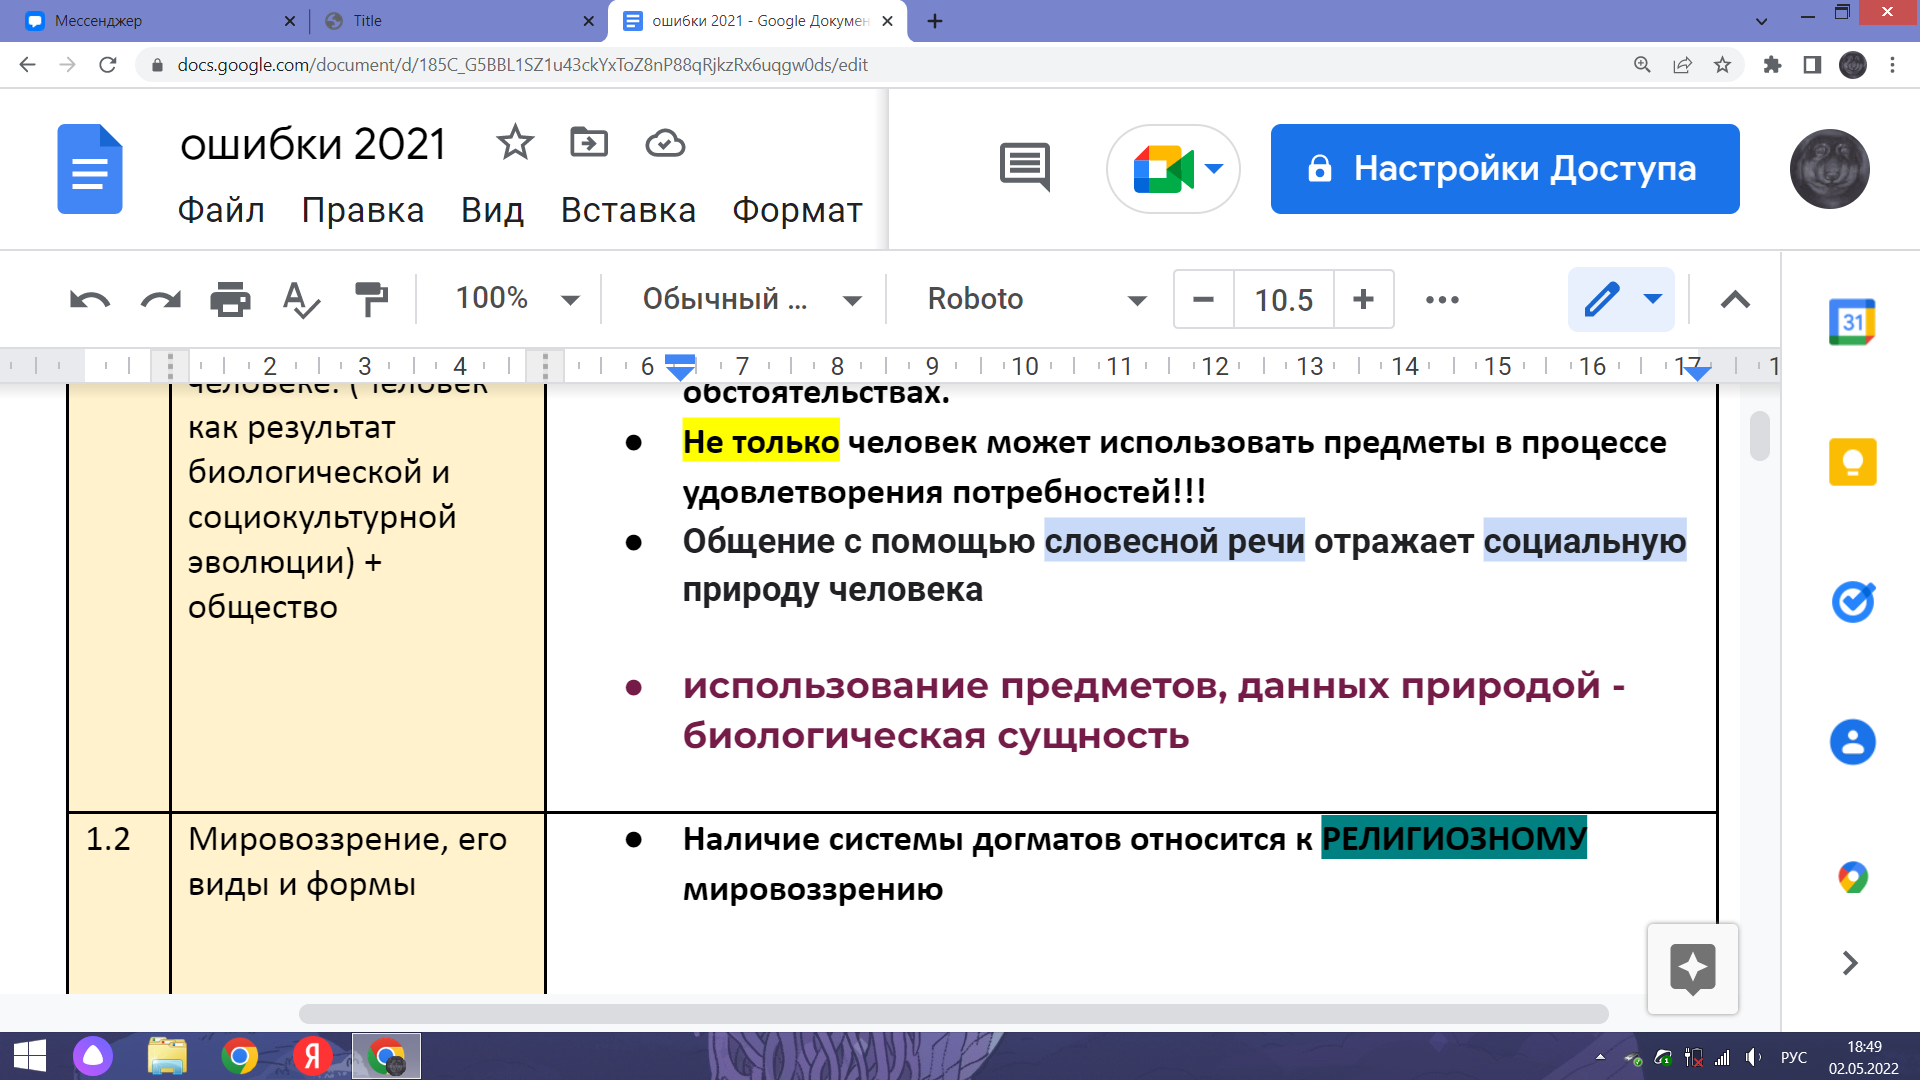 Мессенджер
Title
ошибки 2021 - Google Докумен
docs.google.com/document/d/185C_G5BBL1SZ1u43ckYxToZ8nP88qRjkzRx6uqgw0ds/edit
ошибки 2021
Файл Правка Вид Вставка Формат
Настройки Доступа
100% Обычный ... Roboto 10.5
31
2 3 4 6 7 8 9 10 11 12 13 14 15 16 17 1
человеке. (Человек
как результат
биологической и
социокультурной
эволюции) +
общество
обстоятельствах.
● Не только человек может использовать предметы в процессе
удовлетворения потребностей!!!
● Общение с помощью словесной речи отражает социальную
природу человека
● использование предметов, данных природой -
биологическая сущность
1.2
Мировоззрение, его
виды и формы
● Наличие системы догматов относится к РЕЛИГИОЗНОМУ
мировоззрению
Я
РУС
18:49
02.05.2022